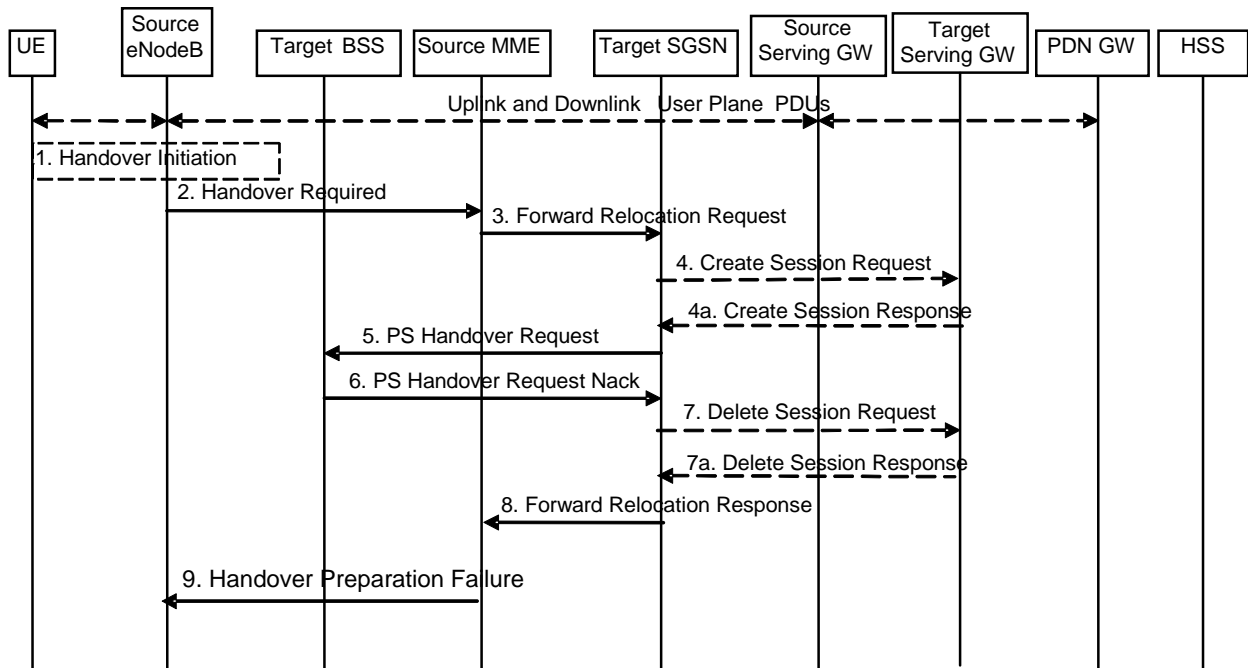 UE
Source
eNodeB
Target BSS
Source MME
Target SGSN
Source
Serving GW
Target
Serving GW
PDN GW
HSS
Uplink and Downlink User Plane PDUs
1. Handover Initiation
2. Handover Required
3. Forward Relocation Request
4. Create Session Request
4a. Create Session Response
5. PS Handover Request
6. PS Handover Request Nack
7. Delete Session Request
7a. Delete Session Response
8. Forward Relocation Response
9. Handover Preparation Failure